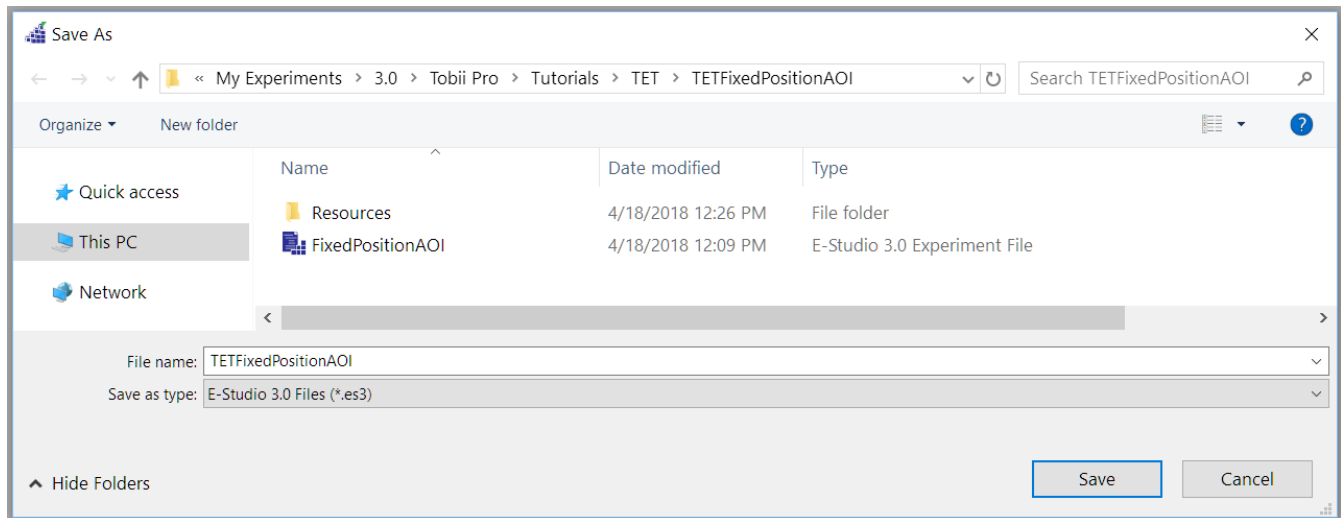 Save As
« My Experiments > 3.0 > Tobii Pro > Tutorials > TET > TETFixedPositionAOI
Search TETFixedPositionAOI
Organize New folder
?
Name Date modified Type
Quick access
Resources 4/18/2018 12:26 PM File folder
This PC
FixedPositionAOI 4/18/2018 12:09 PM E-Studio 3.0 Experiment File
Network
File name: TETFixedPositionAOI
Save as type: E-Studio 3.0 Files (*.es3)
Hide Folders
Save Cancel